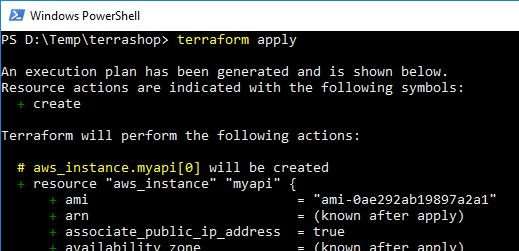 Windows PowerShell
PS D:\Temp\terrashop> terraform apply
An execution plan has been generated and is shown below.
Resource actions are indicated with the following symbols:
+ create
Terraform will perform the following actions:
# aws_instance.myapi[0] will be created
+ resource "aws_instance" "myapi" {
+ ami = "ami-0ae292ab19897a2a1"
+ arn = (known after apply)
+ associate_public_ip_address = true
+ availability_zone = (known after apply)